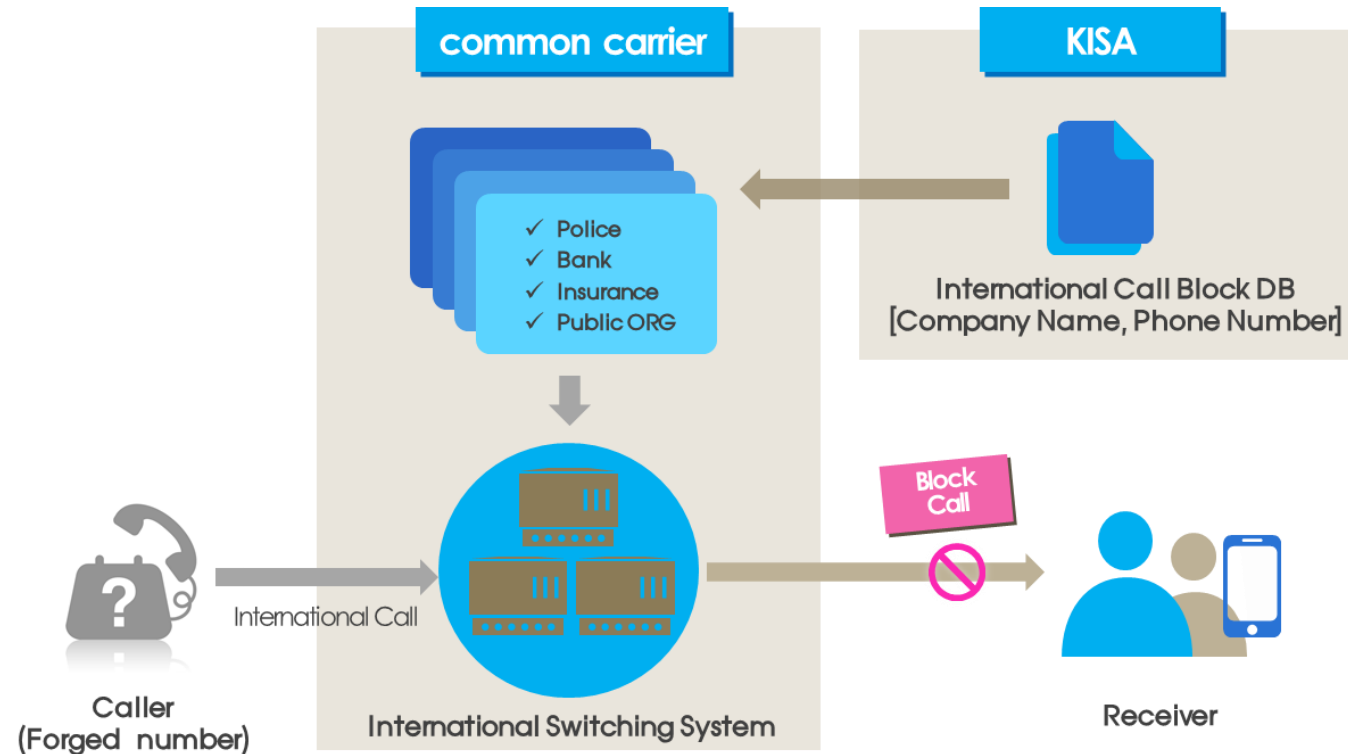 common carrier
KISA
✓ Police
✓ Bank
✓ Insurance
✓ Public ORG
International Call Block DB
[Company Name, Phone Number]
Block
Call
?
International Call
Caller
(Forged number)
International Switching System
Receiver